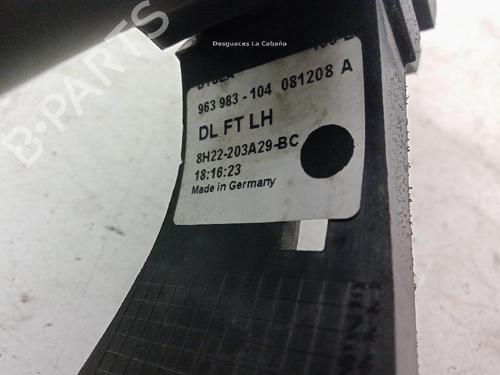 Desguaces La Cabaña
B-PARTS
963 983 - 104 081208 A
DL FT LH
8H22-203A29-BC
18:16:23
Made in Germany